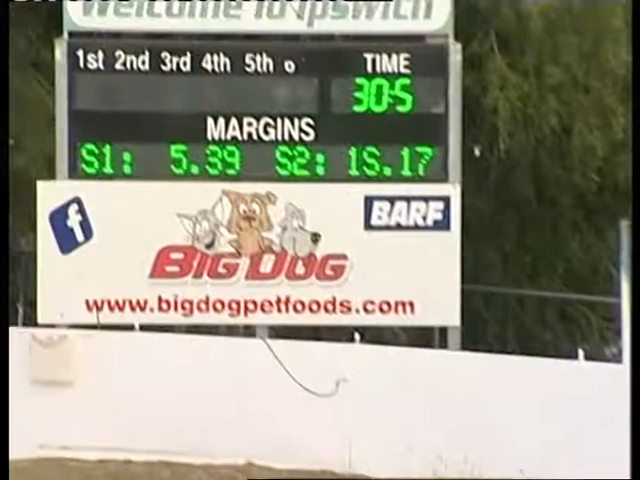 Welcome To Ipswich
1st 2nd 3rd 4th 5th o TIME
30:5
MARGINS
S1: 5.39 S2: 1S.17
f
BARF
BIG DOG
www.bigdogpetfoods.com